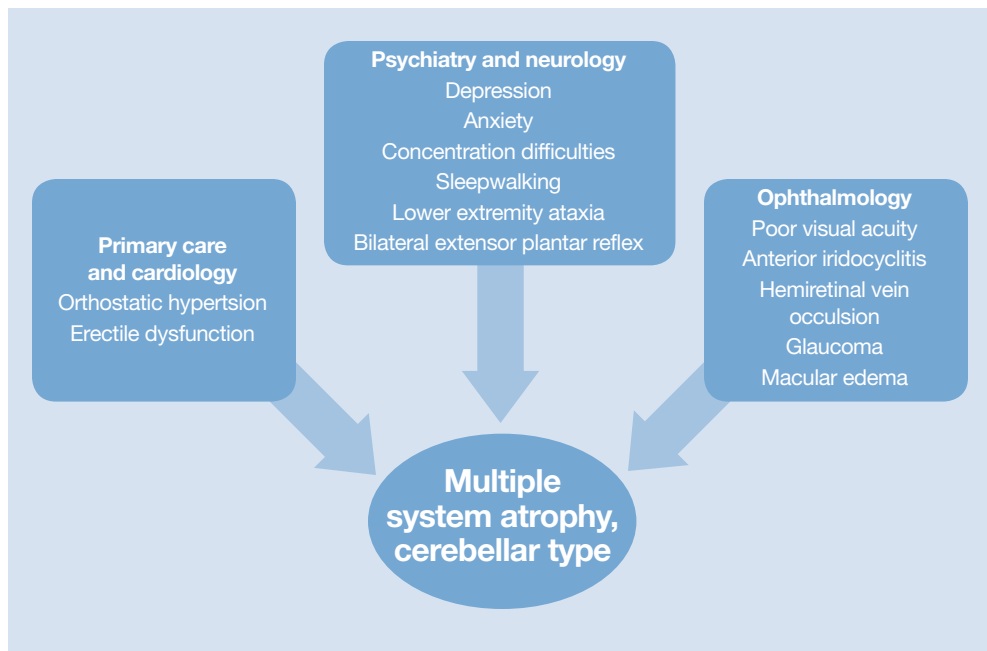 Psychiatry and neurology
Depression
Anxiety
Concentration difficulties
Sleepwalking
Lower extremity ataxia
Bilateral extensor plantar reflex
Primary care
and cardiology
Orthostatic hypertsion
Erectile dysfunction
Ophthalmology
Poor visual acuity
Anterior iridocyclitis
Hemiretinal vein
occulsion
Glaucoma
Macular edema
Multiple
system atrophy,
cerebellar type